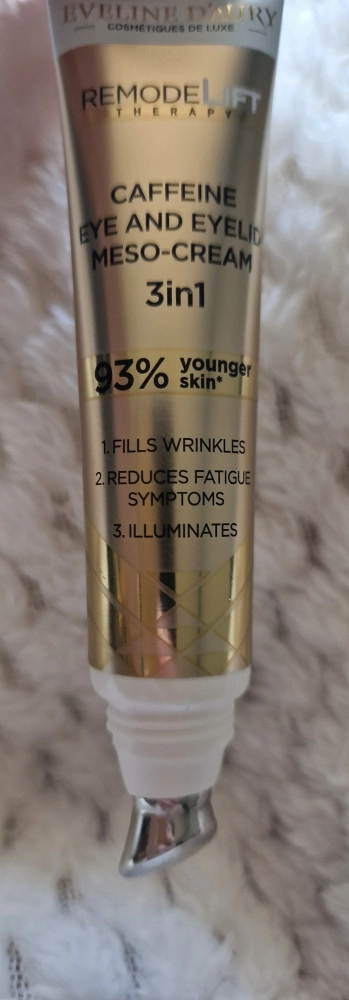 EVELINE D'AURY
COSMÉTIQUES DE LUXE
REMODELIFT
THERAPY
CAFFEINE
EYE AND EYELID
MESO-CREAM
3in1
93% younger
skin*
1. FILLS WRINKLES
2. REDUCES FATIGUE
SYMPTOMS
3. ILLUMINATES